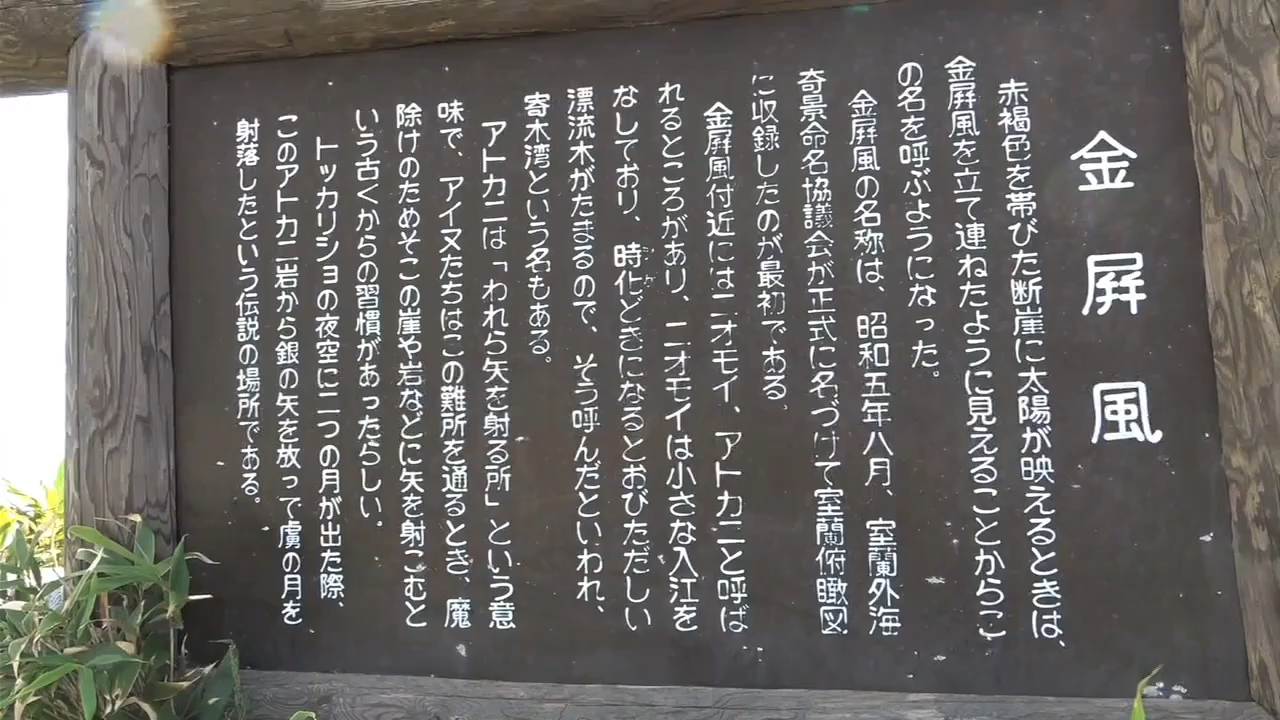 金屏風
赤褐色を帯びた断崖に太陽が映えるときは、
金屏風を立て連ねたように見えることからこ
の名を呼ぶようになった。
金屏風の名称は、昭和五年八月、室蘭外海
奇景命名協議会が正式に名づけて室蘭俯瞰図
に収録したのが最初である。
金屏風付近にはニオモイ、アトカニと呼ば
れるところがあり、ニオモイは小さな入江を
なしており、時化どきになるとおびただしい
漂流木がたまるので、そう呼んだといわれ、
寄木湾という名もある。
アトカニは「われら矢を射る所」という意
味で、アイヌたちはこの難所を通るとき、魔
除けのためそこの崖や岩などに矢を射こむと
いう古くからの習慣があったらしい。
トッカリショの夜空に二つの月が出た際、
このアトカニ岩から銀の矢を放って虜の月を
射落したという伝説の場所である。